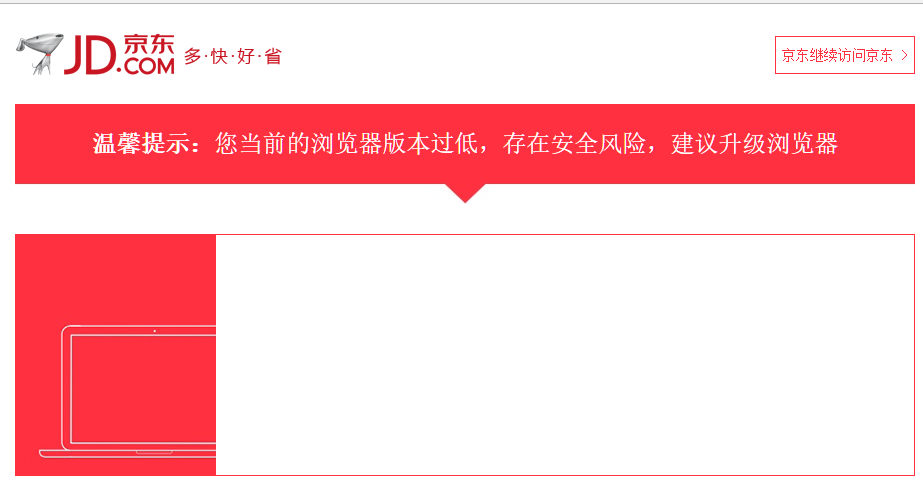 JD 京东
.COM
多·快·好·省
京东继续访问京东 >
温馨提示：您当前的浏览器版本过低，存在安全风险，建议升级浏览器